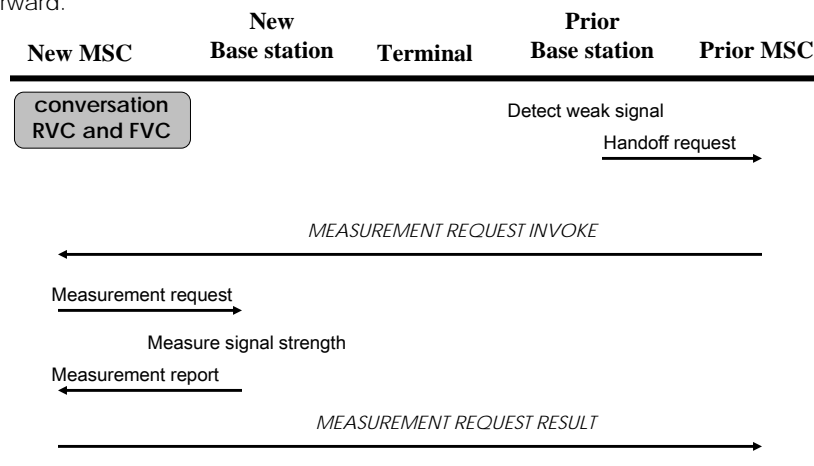 rward.
New
Prior
New MSC Base station Terminal Base station Prior MSC
conversation
RVC and FVC
Detect weak signal
Handoff request
MEASUREMENT REQUEST INVOKE
Measurement request
Measure signal strength
Measurement report
MEASUREMENT REQUEST RESULT